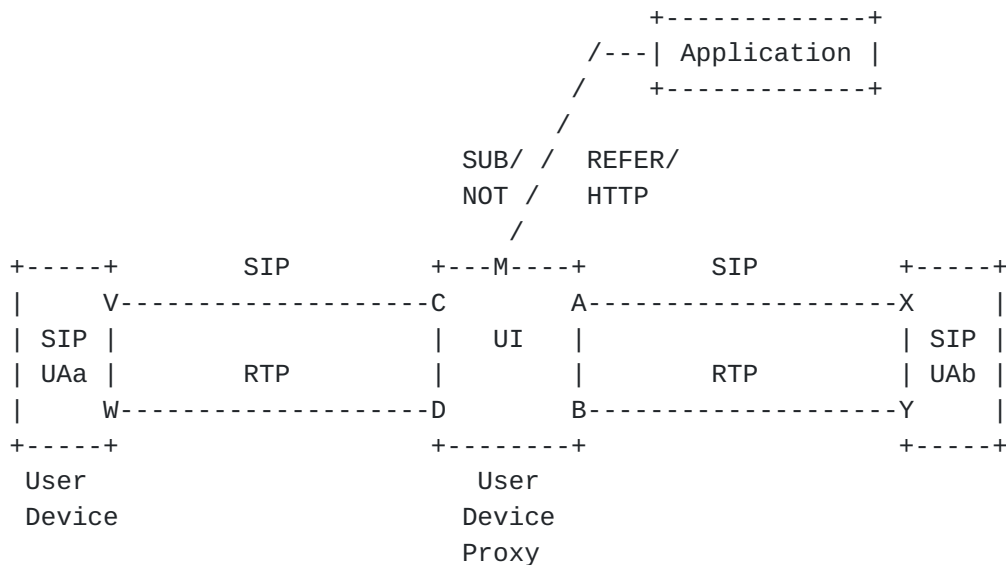 +-------------+
                                     /---| Application |
                                    /    +-------------+
                                   /
                             SUB/ /  REFER/
                             NOT /   HTTP
                                /
+-----+        SIP         +---M----+        SIP         +-----+
|     V--------------------C        A--------------------X     |
| SIP |                    |   UI   |                    | SIP |
| UAa |        RTP         |        |        RTP         | UAb |
|     W--------------------D        B--------------------Y     |
+-----+                    +--------+                    +-----+
 User                         User
 Device                      Device
                             Proxy